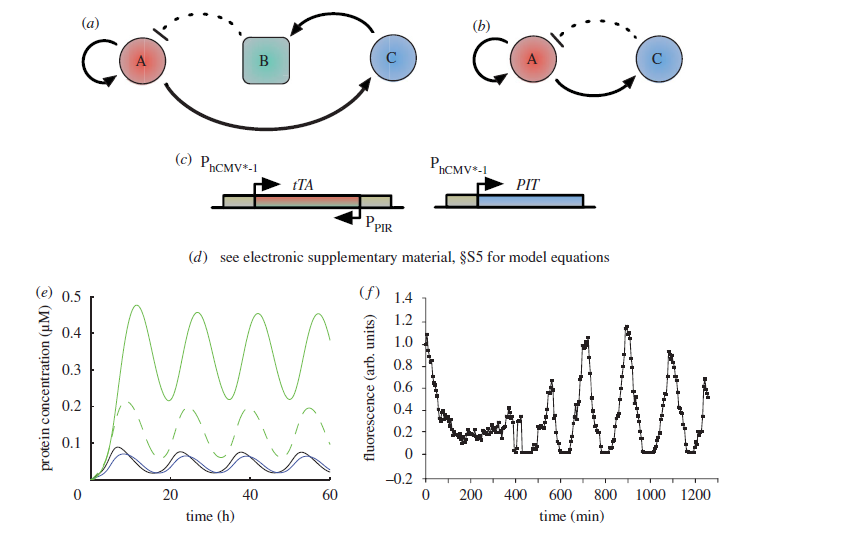 (a)
A
B
C
(b)
A
C
(c) PhCMV*-1
tTA
PPIR
PhCMV*-1
PIT
(d) see electronic supplementary material, §S5 for model equations
(e)
protein concentration (µM)
0.5
0.4
0.3
0.2
0.1
0 20 40 60
time (h)
(f)
fluorescence (arb. units)
1.4
1.2
1.0
0.8
0.6
0.4
0.2
0
−0.2
0 200 400 600 800 1000 1200
time (min)